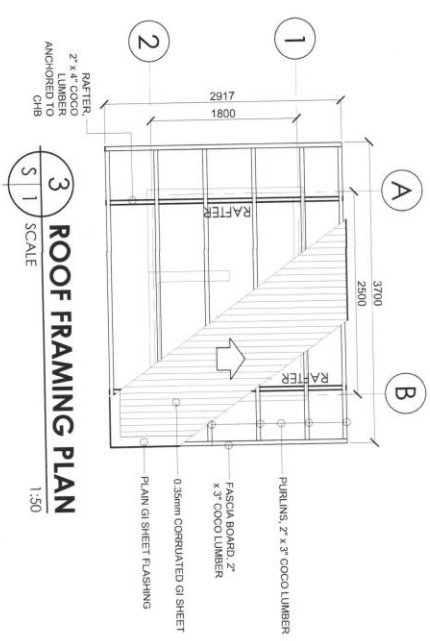 A
B
3700
2500
1
2
2917
1800
RAFTER
RAFTER
RAFTER,
2" x 4" COCO
LUMBER
ANCHORED TO
CHB
PURLINS, 2" x 3" COCO LUMBER
FASCIA BOARD, 2"
x 3" COCO LUMBER
0.35mm CORRUATED GI SHEET
PLAIN GI SHEET FLASHING
3
S 1
ROOF FRAMING PLAN
SCALE
1:50